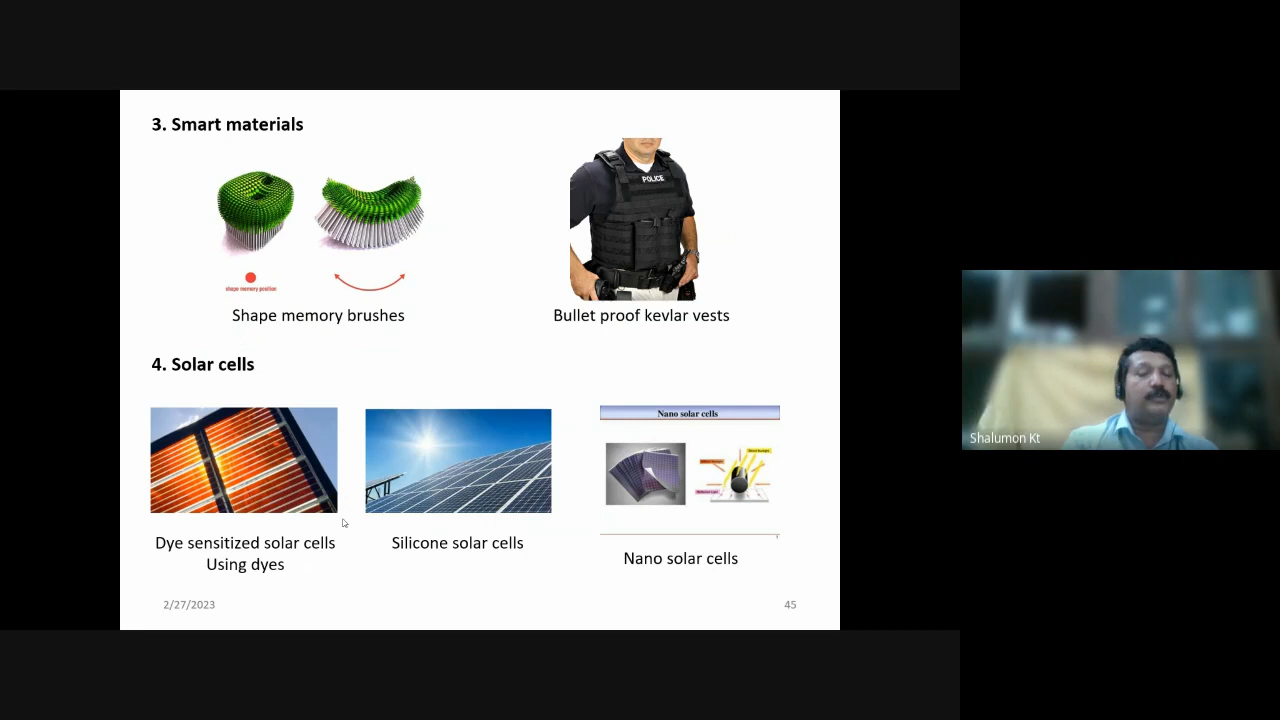 3. Smart materials
POLICE
shape memory position
Shape memory brushes
Bullet proof kevlar vests
4. Solar cells
Nano solar cells
Dye sensitized solar cells
Using dyes
Silicone solar cells
Nano solar cells
2/27/2023
45
Shalumon Kt